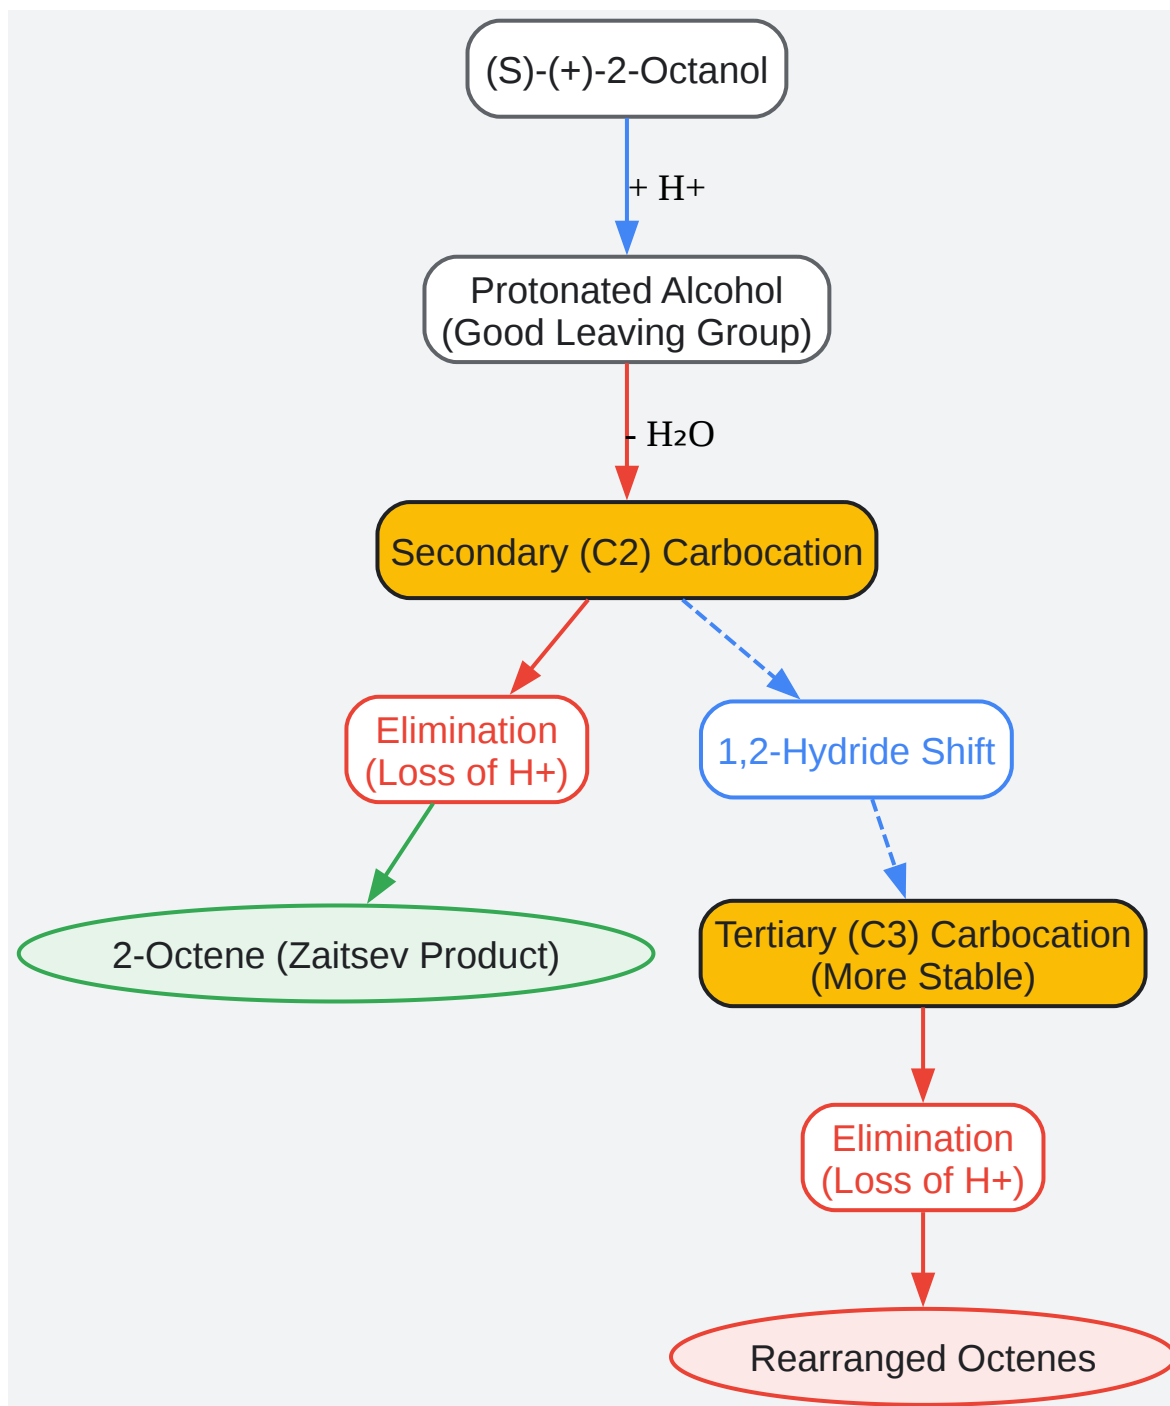 (S)-(+)-2-Octanol
+ H+
Protonated Alcohol
(Good Leaving Group)
- H₂O
Secondary (C2) Carbocation
Elimination
(Loss of H+)
1,2-Hydride Shift
2-Octene (Zaitsev Product)
Tertiary (C3) Carbocation
(More Stable)
Elimination
(Loss of H+)
Rearranged Octenes